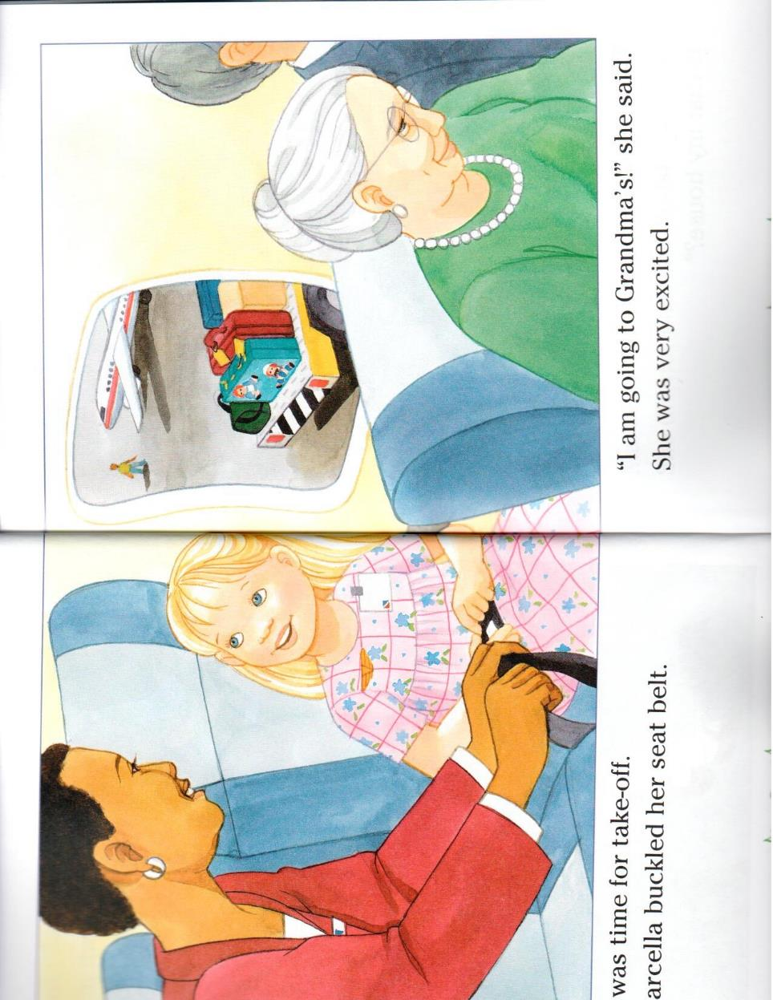 was time for take-off.
arcella buckled her seat belt.
"I am going to Grandma's!" she said.
She was very excited.